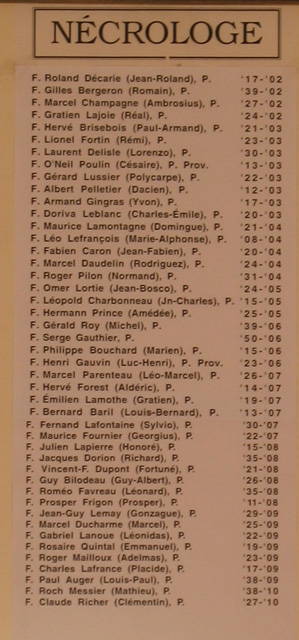 NÉCROLOGE
F. Roland Décarie (Jean-Roland), P. '17-'02
F. Gilles Bergeron (Romain), P. '39-'02
F. Marcel Champagne (Ambrosius), P. '27-'02
F. Gratien Lajoie (Réal), P. '24-'02
F. Hervé Brisebois (Paul-Armand), P. '21-'03
F. Lionel Fortin (Rémi), P. '23-'03
F. Laurent Delisle (Lorenzo), P. '30-'03
F. O'Neil Poulin (Césaire), P. Prov. '13-'03
F. Gérard Lussier (Polycarpe), P. '22-'03
F. Albert Pelletier (Dacien), P. '12-'03
F. Armand Gingras (Yvon), P. '17-'03
F. Doriva Leblanc (Charles-Émile), P. '20-'03
F. Maurice Lamontagne (Domingue), P. '21-'04
F. Léo Lefrançois (Marie-Alphonse), P. '08-'04
F. Fabien Caron (Jean-Fabien), P. '20-'04
F. Marcel Daudelin (Rodriguez), P. '24-'04
F. Roger Pilon (Normand), P. '31-'04
F. Omer Lortie (Jean-Bosco), P. '24-'05
F. Léopold Charbonneau (Jn-Charles), P. '15-'05
F. Hermann Prince (Amédée), P. '25-'05
F. Gérald Roy (Michel), P. '39-'06
F. Serge Gauthier, P. '50-'06
F. Philippe Bouchard (Marien), P. '15-'06
F. Henri Gauvin (Luc-Henri), P. Prov. '23-'06
F. Marcel Parenteau (Léo-Marcel), P. '26-'07
F. Hervé Forest (Aldéric), P. '14-'07
F. Émilien Lamothe (Gratien), P. '19-'07
F. Bernard Baril (Louis-Bernard), P. '13-'07
F. Fernand Lafontaine (Sylvio), P. '30-'07
F. Maurice Fournier (Georgius), P. '22-'07
F. Julien Lapierre (Honoré), P. '15-'08
F. Jacques Dorion (Richard), P. '35-'08
F. Vincent-F. Dupont (Fortuné), P. '21-'08
F. Guy Bilodeau (Guy-Albert), P. '26-'08
F. Roméo Favreau (Léonard), P. '35-'08
F. Prosper Frigon (Prosper), P. '11-'08
F. Jean-Guy Lemay (Gonzague), P. '29-'09
F. Marcel Ducharme (Marcel), P. '25-'09
F. Gabriel Lanoue (Léonidas), P. '22-'09
F. Rosaire Quintal (Emmanuel), P. '19-'09
F. Roger Mailloux (Adelmas), P. '23-'09
F. Charles Lafrance (Placide), P. '17-'09
F. Paul Auger (Louis-Paul), P. '38-'09
F. Roch Messier (Mathieu), P. '38-'10
F. Claude Richer (Clémentin), P. '27-'10